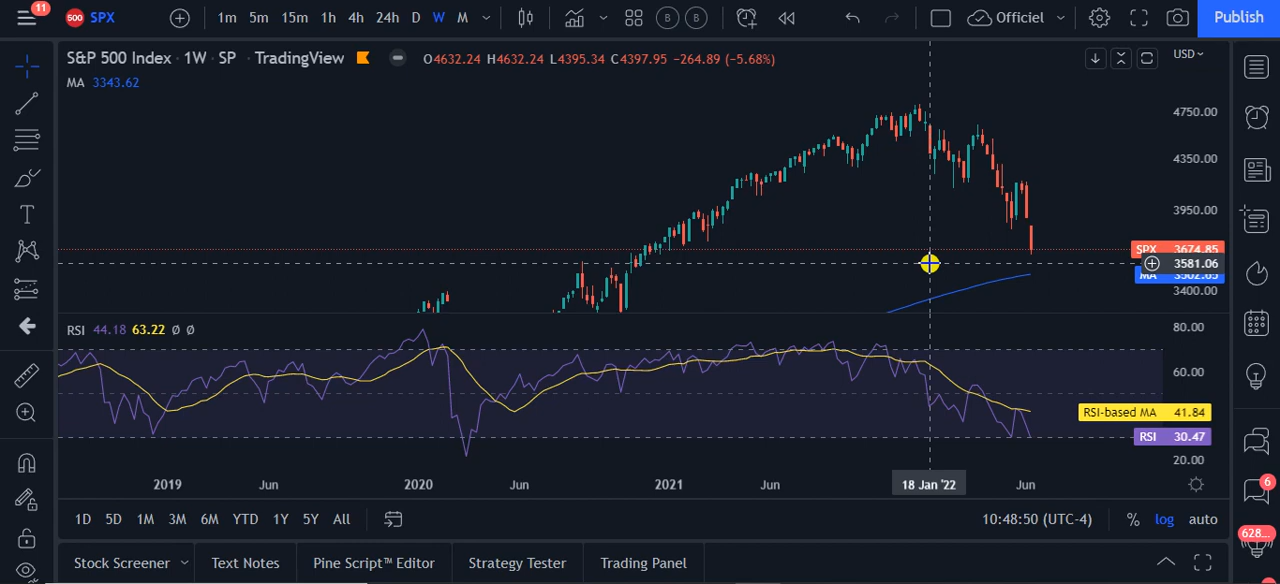 11
500 SPX 1m 5m 15m 1h 4h 24h D W M B B Officiel Publish
S&P 500 Index · 1W · SP · TradingView O4632.24 H4632.24 L4395.34 C4397.95 −264.89 (−5.68%) USD
MA 3343.62
4750.00
4350.00
3950.00
SPX 3674.85
3581.06
MA 3502.65
3400.00
RSI 44.18 63.22 Ø Ø 80.00
60.00
RSI-based MA 41.84
RSI 30.47
20.00
2019 Jun 2020 Jun 2021 Jun 18 Jan '22 Jun
6
1D 5D 1M 3M 6M YTD 1Y 5Y All 10:48:50 (UTC-4) % log auto
628...
Stock Screener Text Notes Pine Script™ Editor Strategy Tester Trading Panel